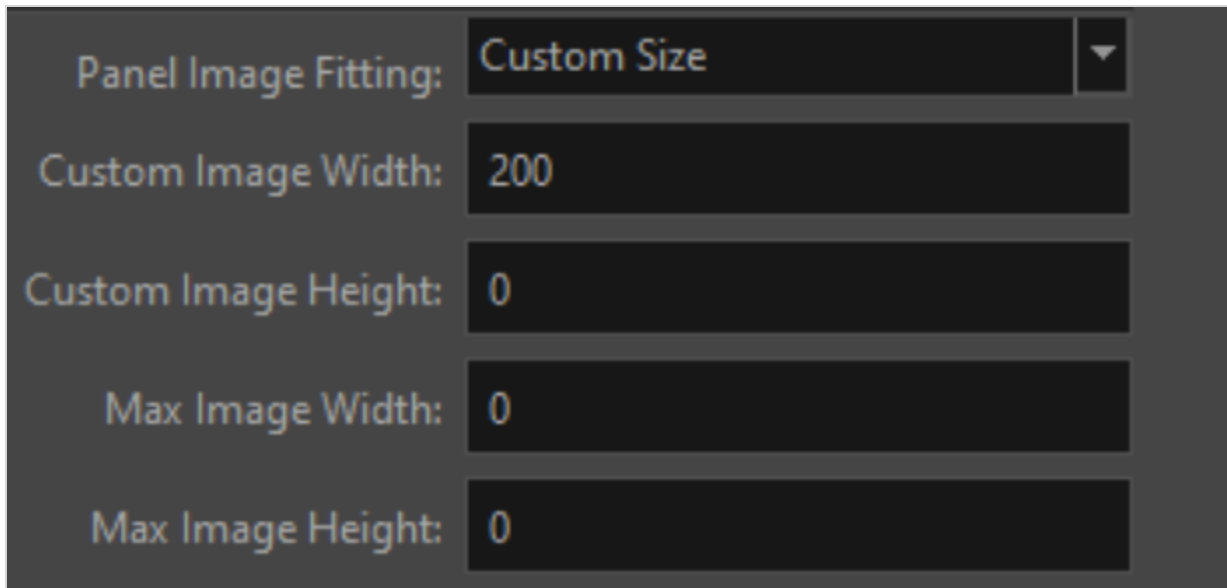 Panel Image Fitting: Custom Size
Custom Image Width: 200
Custom Image Height: 0
Max Image Width: 0
Max Image Height: 0